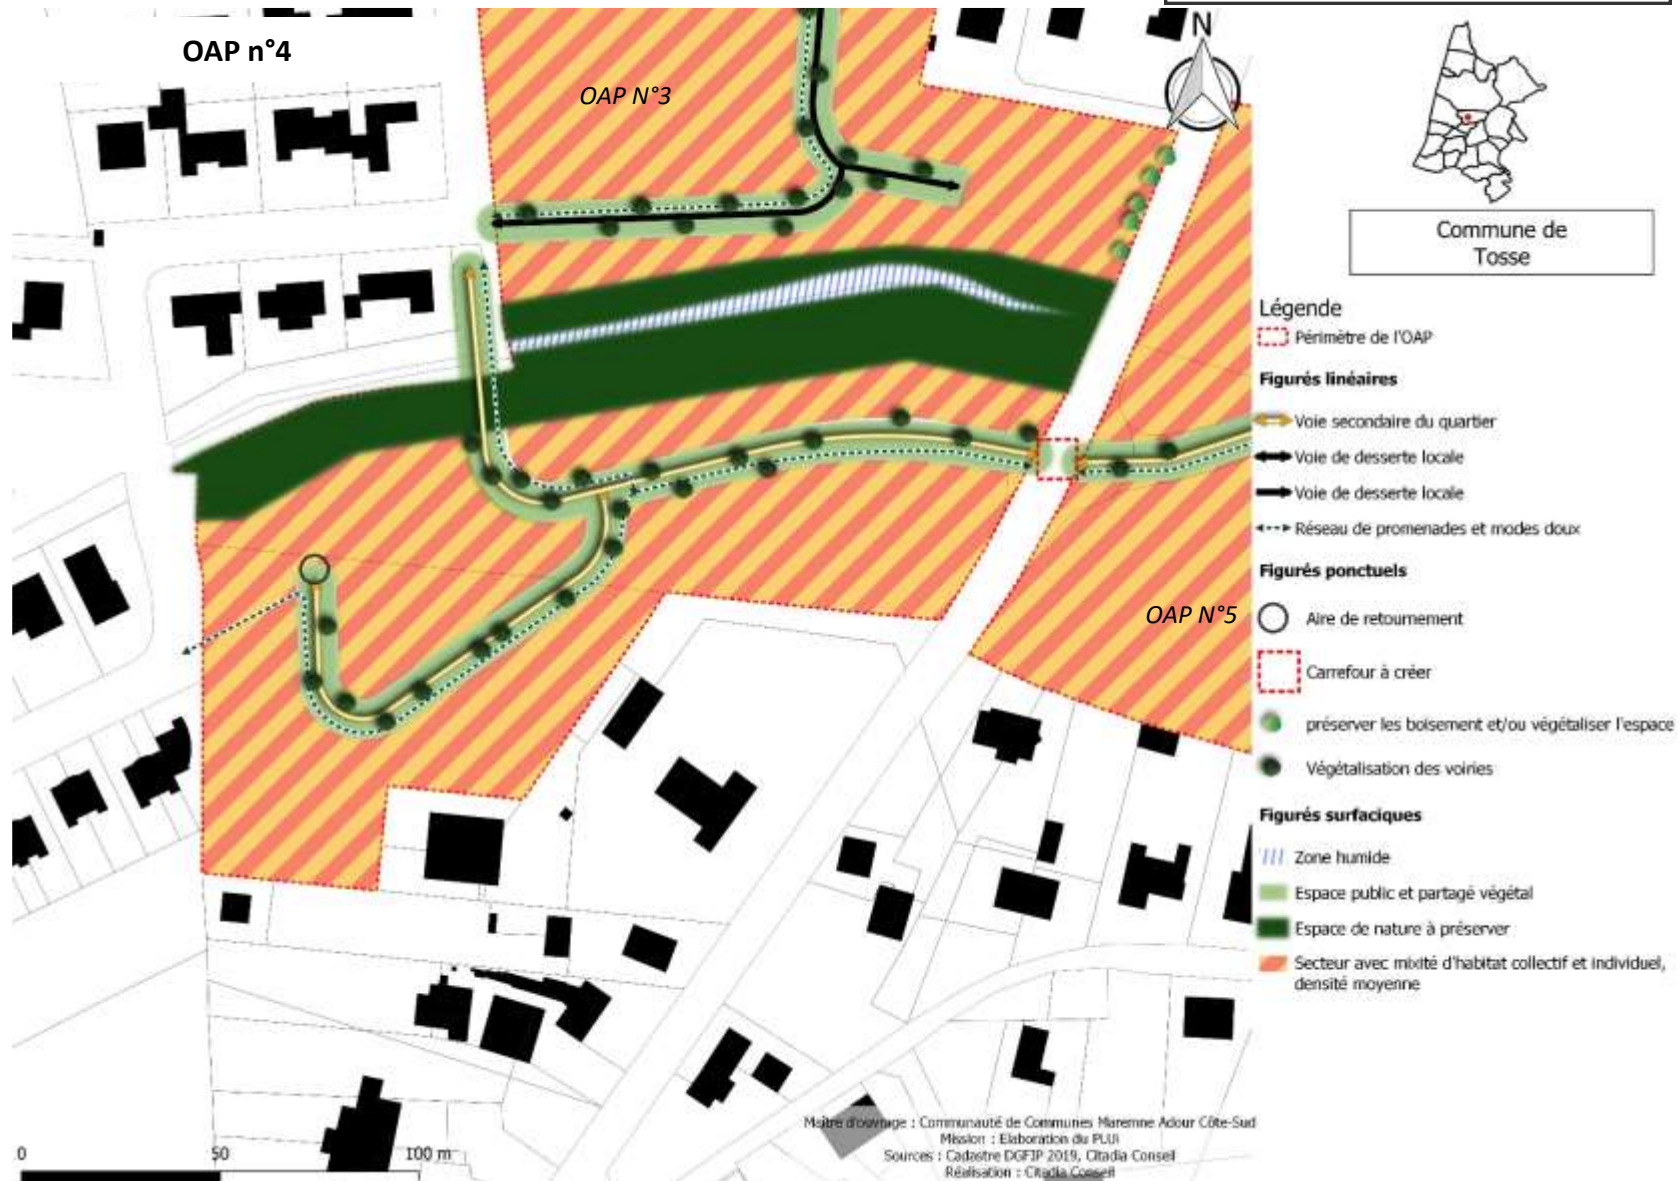 OAP n°4
OAP N°3
N
Commune de
Tosse
Légende
Périmètre de l'OAP
Figurés linéaires
Voie secondaire du quartier
Voie de desserte locale
Voie de desserte locale
Réseau de promenades et modes doux
Figurés ponctuels
Aire de retournement
Carrefour à créer
préserver les boisement et/ou végétaliser l'espace
Végétalisation des voiries
Figurés surfaciques
Zone humide
Espace public et partagé végétal
Espace de nature à préserver
Secteur avec mixité d'habitat collectif et individuel,
densité moyenne
OAP N°5
Maître d'ouvrage : Communauté de Communes Maremne Adour Côte-Sud
Mission : Elaboration du PLUi
Sources : Cadastre DGFIP 2019, Citadia Conseil
Réalisation : Citadia Conseil
0 50 100 m